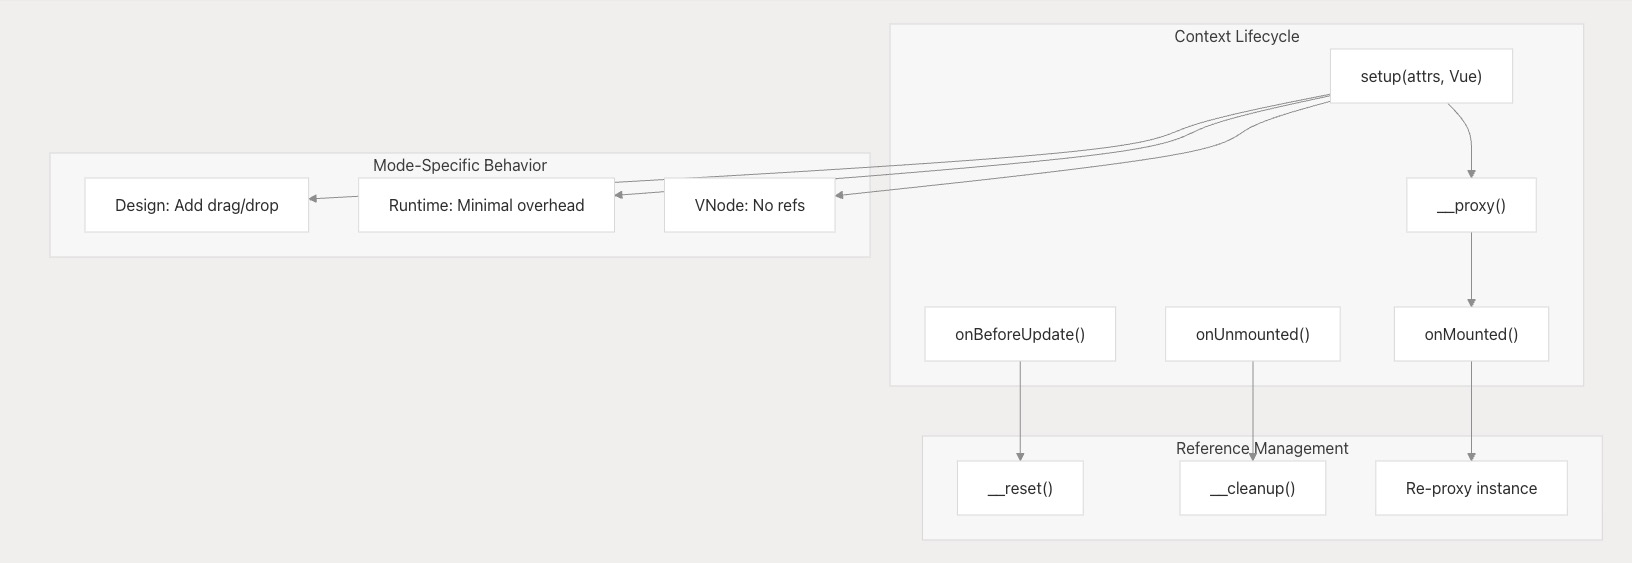 Context Lifecycle
setup(attrs, Vue)
Mode-Specific Behavior
Design: Add drag/drop
Runtime: Minimal overhead
VNode: No refs
__proxy()
onBeforeUpdate()
onUnmounted()
onMounted()
Reference Management
__reset()
__cleanup()
Re-proxy instance